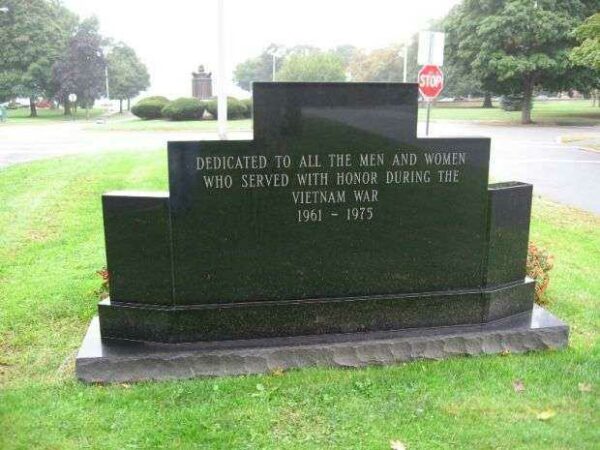 STOP
DEDICATED TO ALL THE MEN AND WOMEN
WHO SERVED WITH HONOR DURING THE
VIETNAM WAR
1961 - 1975